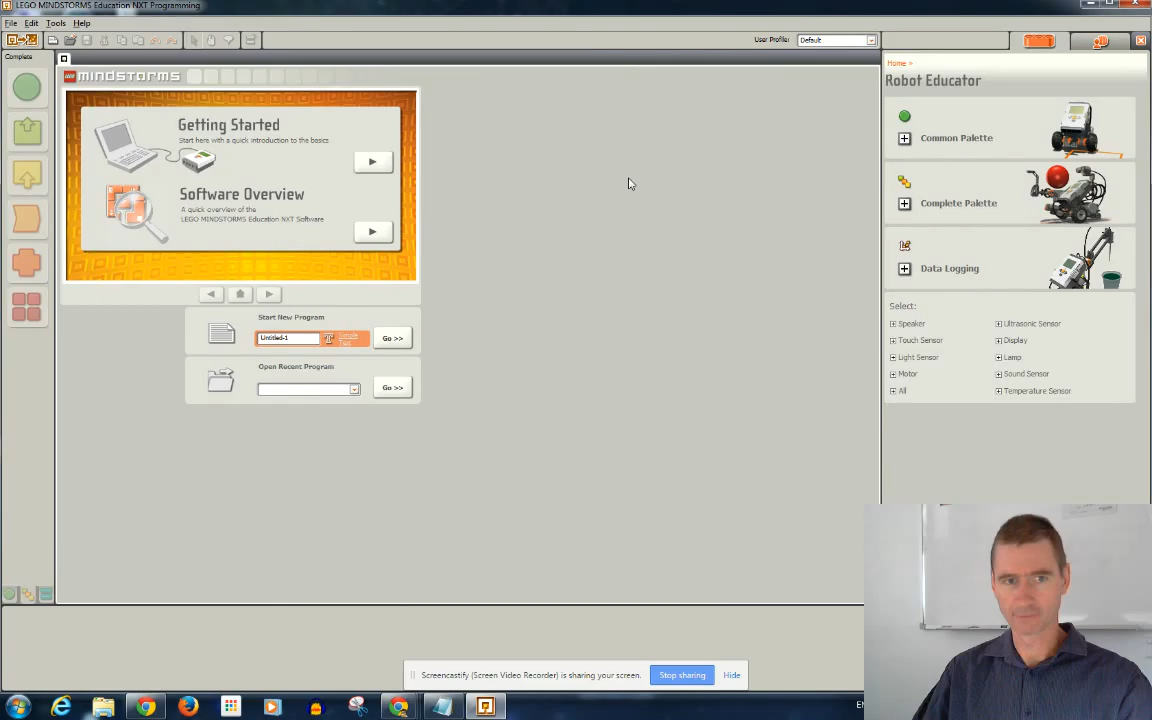 LEGO MINDSTORMS Education NXT Programming
File Edit Tools Help
User Profile: Default
Complete
mindstorms
Home »
Robot Educator
Getting Started
Start here with a quick introduction to the basics
Software Overview
A quick overview of the
LEGO MINDSTORMS Education NXT Software
Common Palette
Complete Palette
Data Logging
Start New Program
Untitled-1
Go >>
Open Recent Program
Go >>
Select:
Speaker Ultrasonic Sensor
Touch Sensor Display
Light Sensor Lamp
Motor Sound Sensor
All Temperature Sensor
Screencastify (Screen Video Recorder) is sharing your screen. Stop sharing Hide